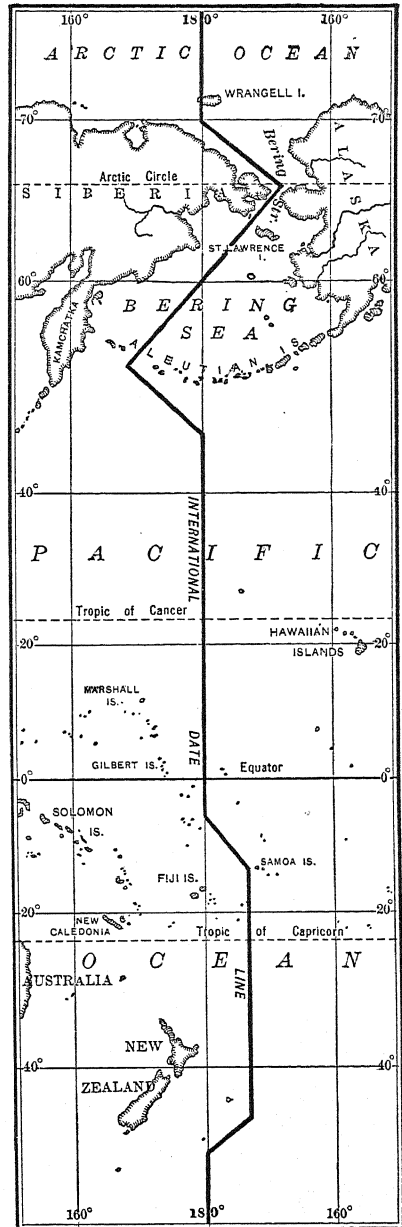 160° 180° 160°
ARCTIC OCEAN
WRANGELL I.
70° 70°
Bering Str.
ALASKA
Arctic Circle
SIBERIA
ST. LAWRENCE I.
60° 60°
BERING SEA
KAMCHATKA
ALEUTIAN IS.
40° 40°
INTERNATIONAL DATE LINE
PACIFIC
Tropic of Cancer
HAWAIIAN ISLANDS
20° 20°
MARSHALL IS.
GILBERT IS.
Equator
0° 0°
SOLOMON IS.
SAMOA IS.
FIJI IS.
20° 20°
NEW CALEDONIA
Tropic of Capricorn
OCEAN
AUSTRALIA
NEW ZEALAND
40° 40°
160° 180° 160°